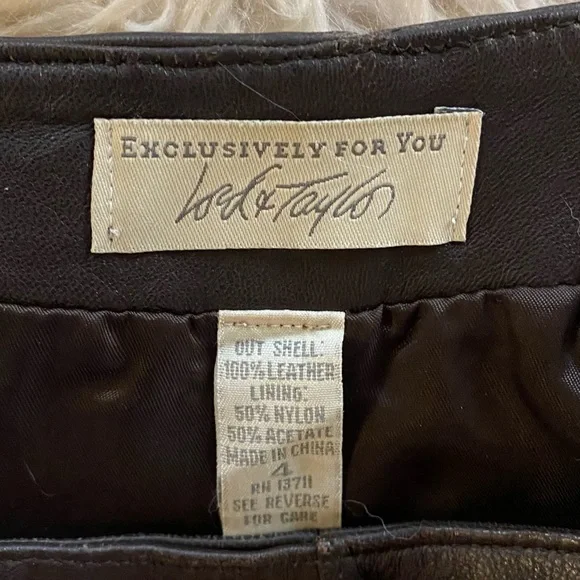 EXCLUSIVELY FOR YOU
Lord & Taylor
OUT SHELL:
100% LEATHER
LINING:
50% NYLON
50% ACETATE
MADE IN CHINA
4
RN 13711
SEE REVERSE
FOR CARE